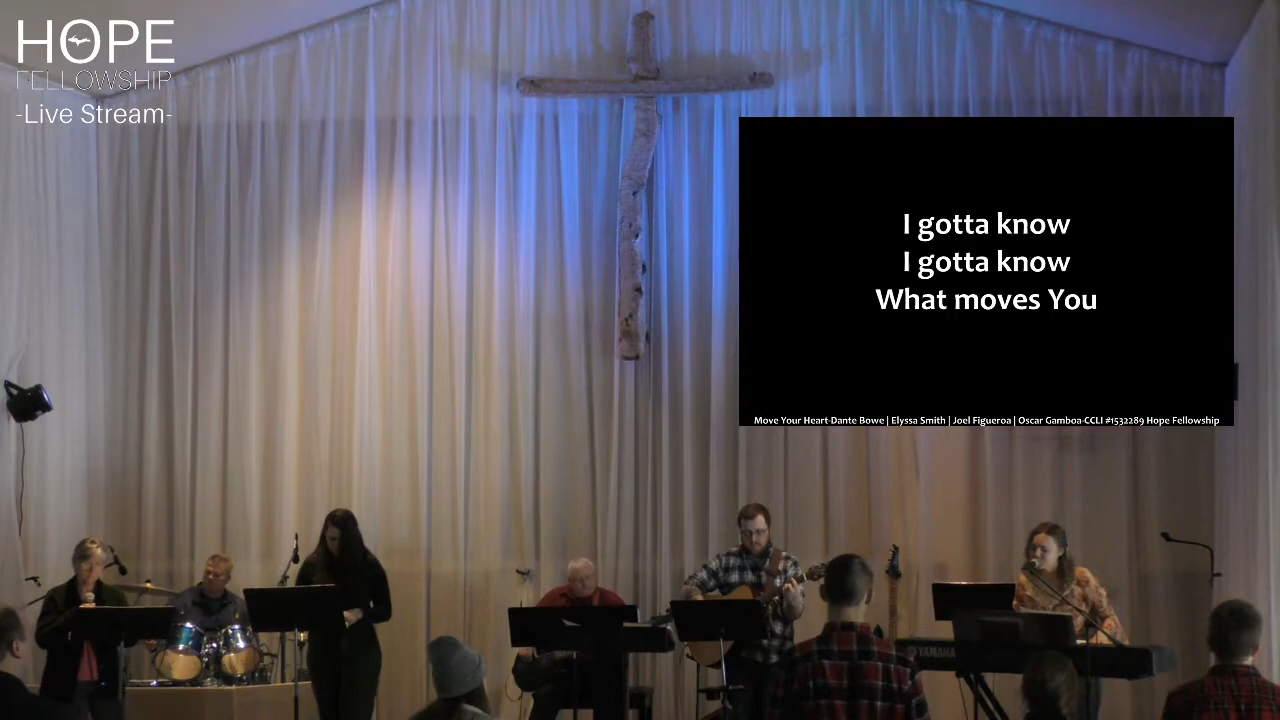 HOPE
FELLOWSHIP
-Live Stream-
I gotta know
I gotta know
What moves You
Move Your Heart-Dante Bowe | Elyssa Smith | Joel Figueroa | Oscar Gamboa-CCLI #1532289 Hope Fellowship
YAMAHA